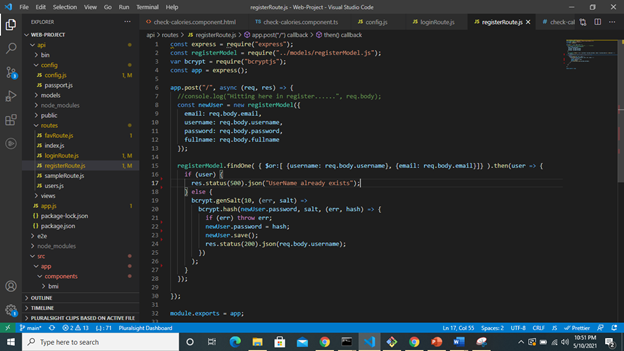 File Edit Selection View Go Run Terminal Help
registerRoute.js - Web-Project - Visual Studio Code
EXPLORER
WEB-PROJECT
api
bin
config
config.js 1, M
passport.js
models
node_modules
public
routes
favRoute.js 1
index.js
loginRoute.js 1, M
registerRoute.js 1, M
sampleRoute.js
users.js
views
app.js 2, M
package-lock.json
package.json
e2e
node_modules
src
app
components
bmi
OUTLINE
TIMELINE
PLURALSIGHT CLIPS BASED ON ACTIVE FILE
check-calories.component.html
TS check-calories.component.ts
config.js
loginRoute.js
registerRoute.js
check-cal
api > routes > registerRoute.js > app.post("/") callback > then() callback
1 const express = require("express");
2 const registerModel = require("../models/registerModel.js");
3 var bcrypt = require("bcryptjs");
4 const app = express();
5
6 app.post("/", async (req, res) => {
7 //console.log("Hitting here in register......", req.body);
8 const newUser = new registerModel({
9 email: req.body.email,
10 username: req.body.username,
11 password: req.body.password,
12 fullname: req.body.fullname
13 });
14
15 registerModel.findOne( { $or:[ {username: req.body.username}, {email: req.body.email}]} ).then(user => {
16 if (user) {
17 res.status(500).json("UserName already exists");
18 } else {
19 bcrypt.genSalt(10, (err, salt) =>
20 bcrypt.hash(newUser.password, salt, (err, hash) => {
21 if (err) throw err;
22 newUser.password = hash;
23 newUser.save();
24 res.status(200).json(req.body.username);
25 })
26 );
27 }
28 });
29
30 });
31
32 module.exports = app;
main*
2 13
71
Pluralsight Dashboard
Ln 17, Col 55 Spaces: 2 UTF-8 CRLF JS Prettier
Type here to search
10:51 PM
5/10/2021